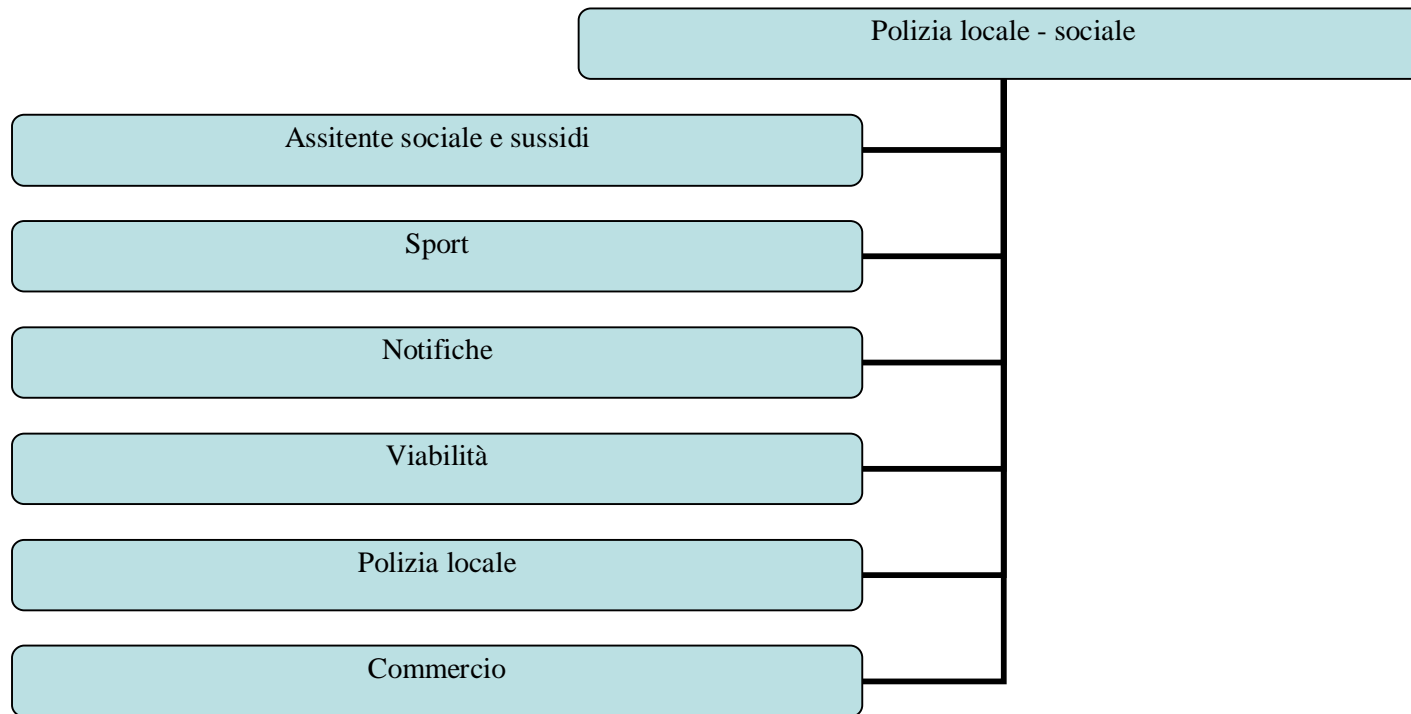 Polizia locale - sociale
Assitente sociale e sussidi
Sport
Notifiche
Viabilità
Polizia locale
Commercio